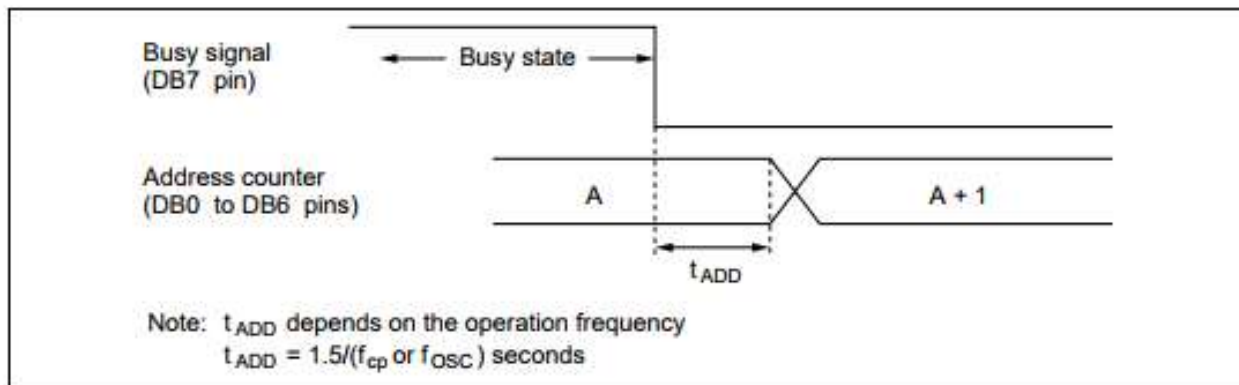 Busy signal
(DB7 pin)
Busy state
Address counter
(DB0 to DB6 pins)
A
A + 1
tADD
Note: tADD depends on the operation frequency
tADD = 1.5/(fcp or fOSC) seconds